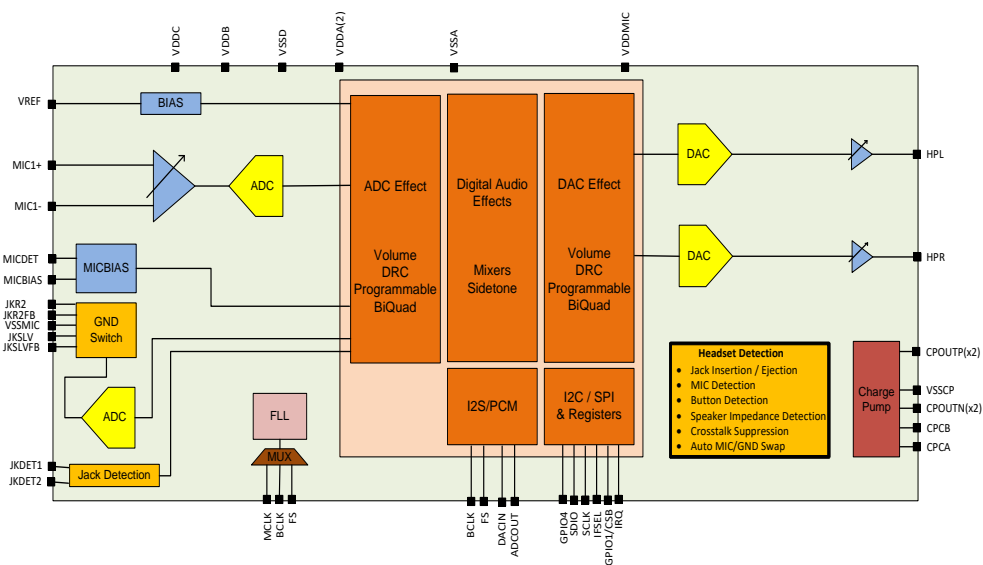 VDDC
VDDB
VSSD
VDDA(2)
VSSA
VDDMIC
VREF
BIAS
MIC1+
MIC1-
ADC
MICDET
MICBIAS
MICBIAS
JKR2
JKR2FB
VSSMIC
JKSLV
JKSLVFB
GND
Switch
ADC
JKDET1
JKDET2
Jack Detection
FLL
MUX
MCLK
BCLK
FS
ADC Effect
Volume
DRC
Programmable
BiQuad
Digital Audio
Effects
Mixers
Sidetone
DAC Effect
Volume
DRC
Programmable
BiQuad
I2S/PCM
I2C / SPI
& Registers
BCLK
FS
DACIN
ADCOUT
GPIO4
SDIO
SCLK
IFSEL
GPIO1/CSB
IRQ
DAC
HPL
DAC
HPR
Headset Detection
• Jack Insertion / Ejection
• MIC Detection
• Button Detection
• Speaker Impedance Detection
• Crosstalk Suppression
• Auto MIC/GND Swap
Charge
Pump
CPOUTP(x2)
VSSCP
CPOUTN(x2)
CPCB
CPCA